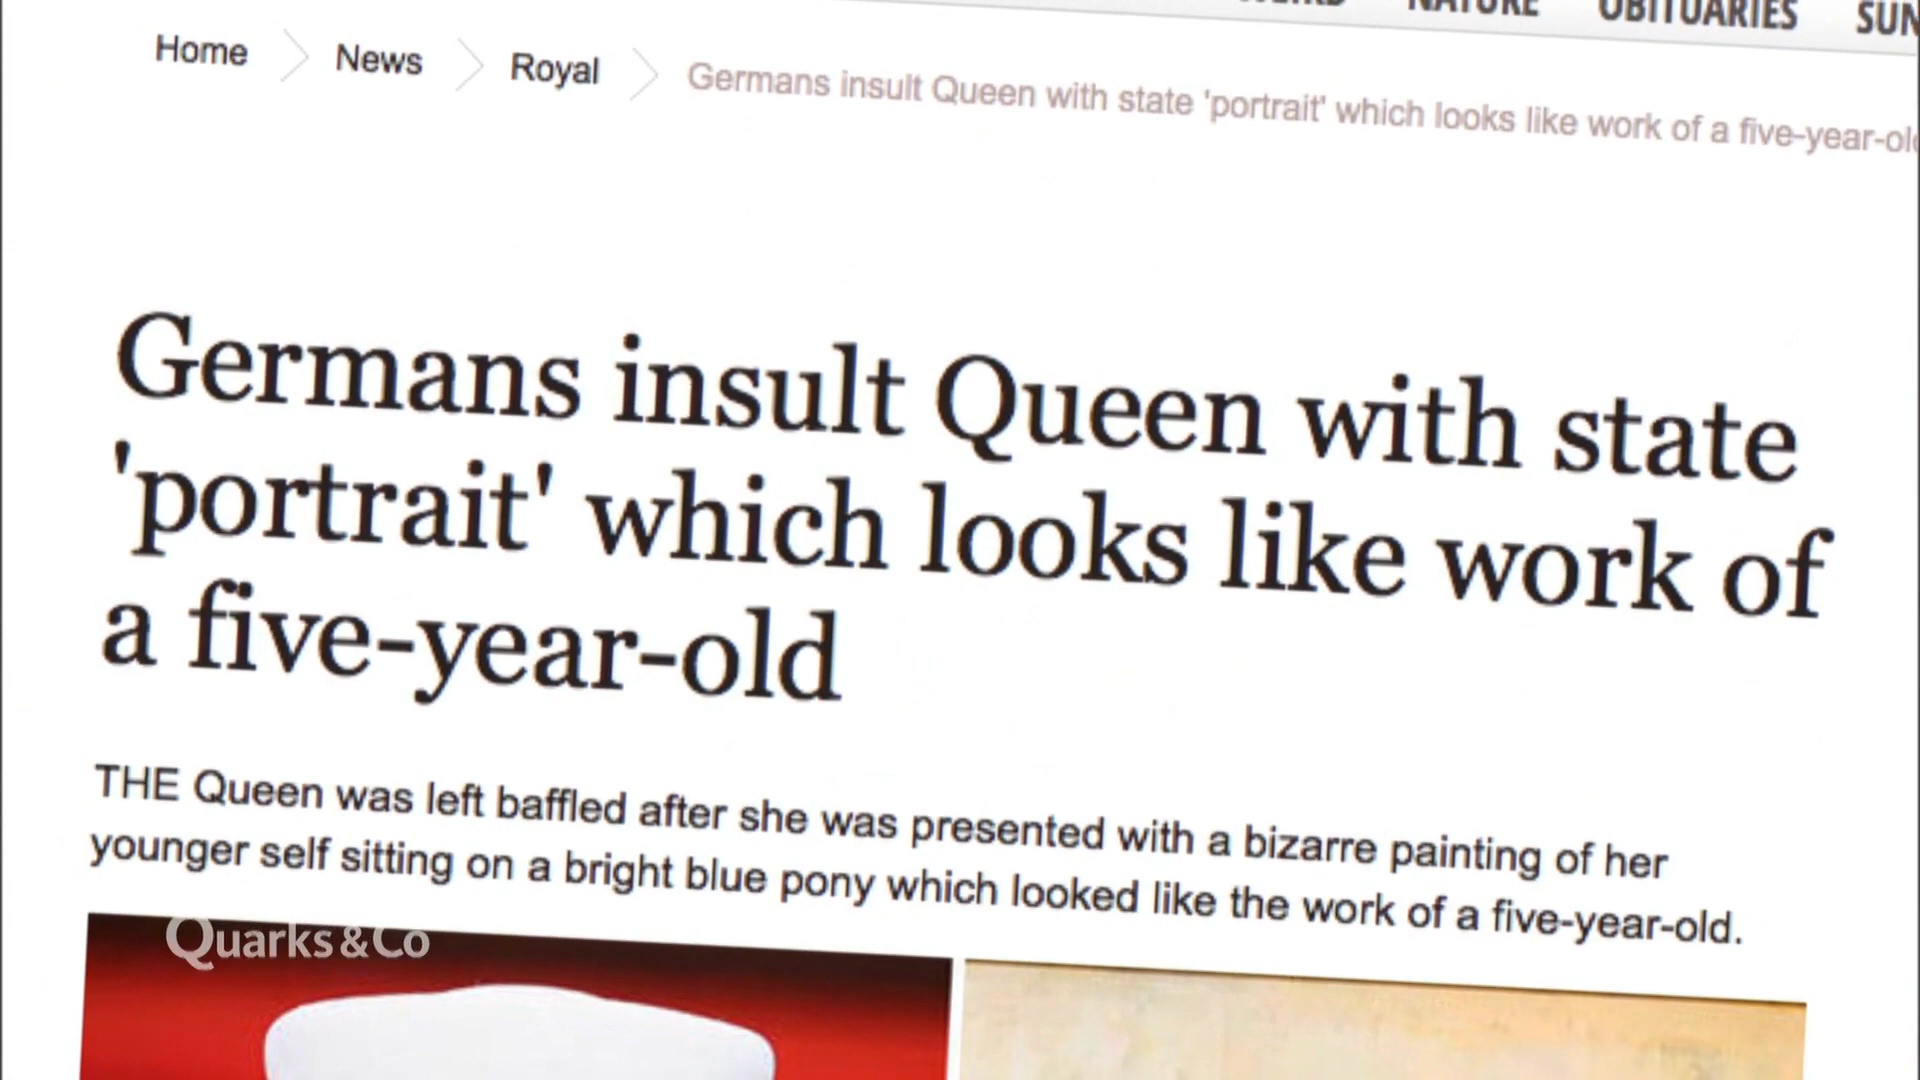 NATURE OBITUARIES
Home News Royal Germans insult Queen with state 'portrait' which looks like work of a five-year-old
Germans insult Queen with state
'portrait' which looks like work of
a five-year-old
THE Queen was left baffled after she was presented with a bizarre painting of her
younger self sitting on a bright blue pony which looked like the work of a five-year-old.
Quarks & Co